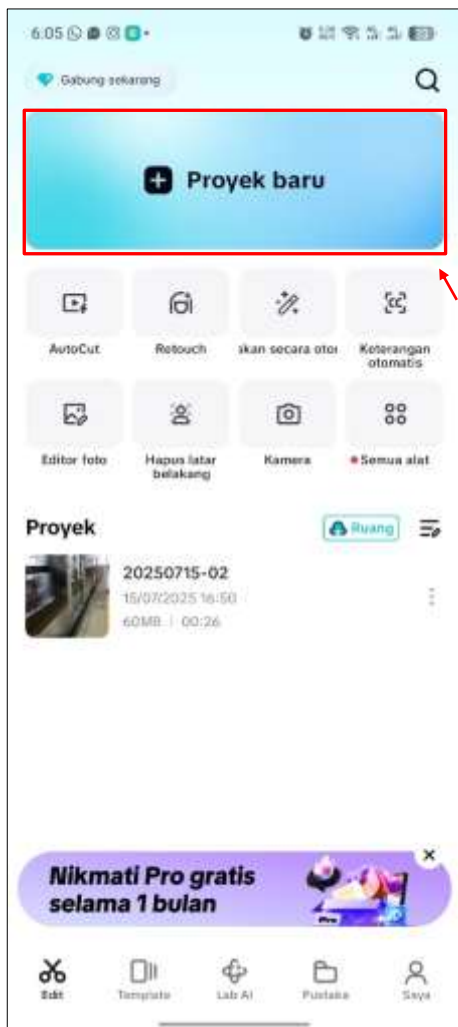 6.05
Gabung sekarang
Proyek baru
AutoCut
Retouch
skan secara otor
Keterangan
otomatis
Editor foto
Hapus latar
belakang
Kamera
Semua alat
Proyek
Ruang
20250715-02
15/07/2025 16:50
60MB | 00:26
Nikmati Pro gratis
selama 1 bulan
Pro
Edit
Template
Lab AI
Pustaka
Saya